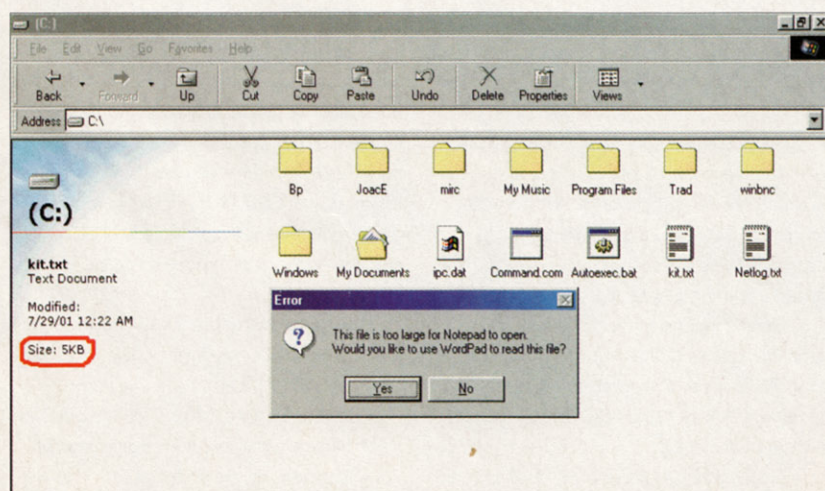 (C:)
File Edit View Go Favorites Help
Back Forward Up Cut Copy Paste Undo Delete Properties Views
Address C:\
Bp JoacE mirc My Music Program Files Trad winbnc
(C:)
Windows My Documents ipc.dat Command.com Autoexec.bat kit.txt Netlog.txt
kit.txt
Text Document
Modified:
7/29/01 12:22 AM
Size: 5KB
Error
This file is too large for Notepad to open.
Would you like to use WordPad to read this file?
Yes No